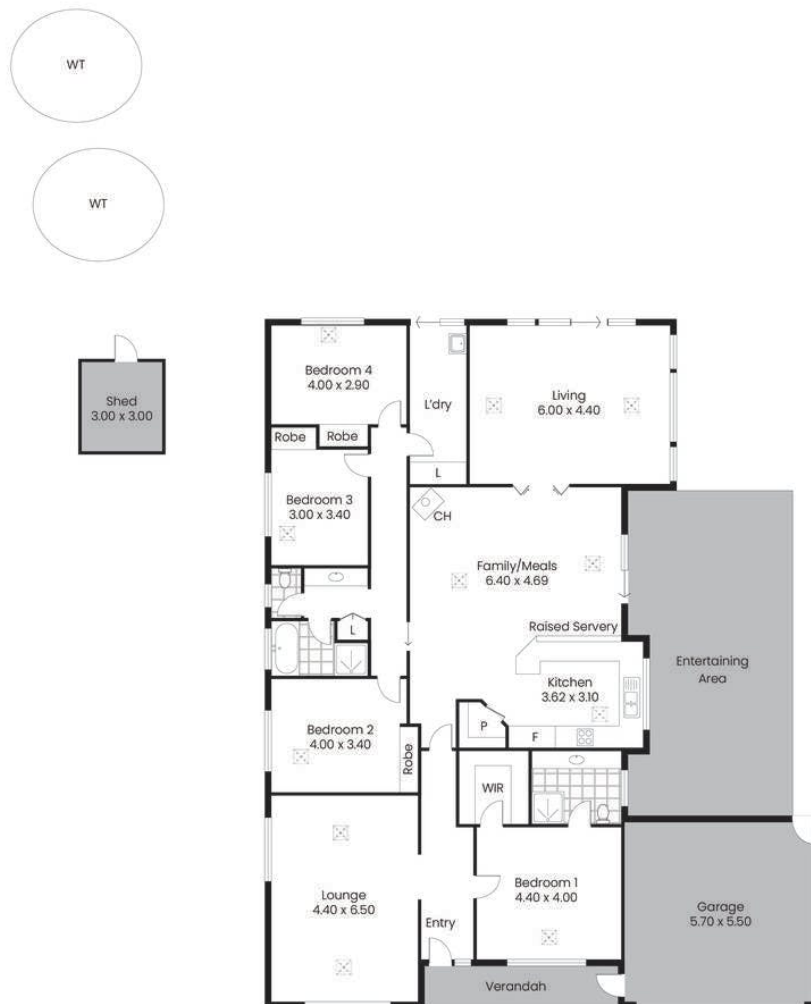 WT
WT
Shed
3.00 x 3.00
Bedroom 4
4.00 x 2.90
L'dry
Living
6.00 x 4.40
Robe
Robe
L
Bedroom 3
3.00 x 3.40
CH
Family/Meals
6.40 x 4.69
Raised Servery
L
Entertaining
Area
Kitchen
3.62 x 3.10
Bedroom 2
4.00 x 3.40
Robe
P
F
WIR
Lounge
4.40 x 6.50
Bedroom 1
4.40 x 4.00
Garage
5.70 x 5.50
Entry
Verandah